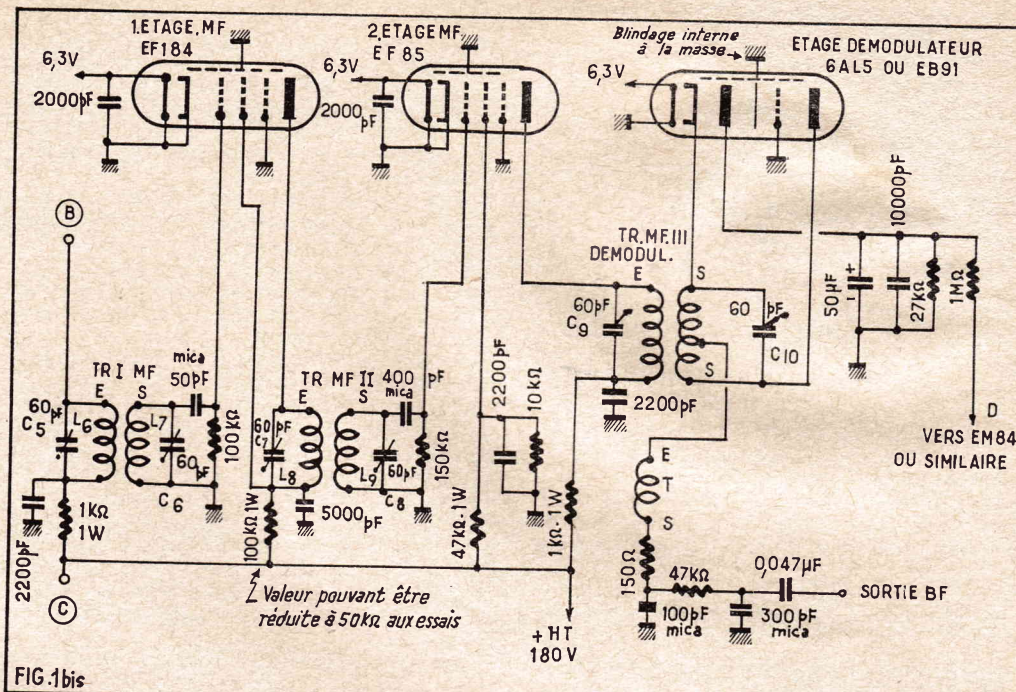 1.ETAGE.MF
EF184
6,3V
2000pF
2.ETAGE MF
EF85
6,3V
2000
pF
Blindage interne
à la masse
6,3V
ETAGE DEMODULATEUR
6AL5 OU EB91
B
TR.MF.III
DEMODUL.
E
S
60pF
C9
60
pF
C10
S
2200pF
50µF
+
-
10000pF
27kΩ
1MΩ
D
VERS EM84
OU SIMILAIRE
60pF
C5
L6
TR I MF
E
S
L7
mica
50pF
60pF
C6
100kΩ
2200pF
1kΩ
1W
C
TR MF II
E
S
60pF
C7
L8
L9
400
pF
mica
60pF
C8
150kΩ
5000pF
100kΩ 1W
2200pF
10kΩ
47kΩ-1W
1kΩ-1W
Valeur pouvant être
réduite à 50kΩ aux essais
+HT
180V
E
T
S
150Ω
47kΩ
0,047µF
SORTIE BF
100pF
mica
300pF
mica
FIG.1bis